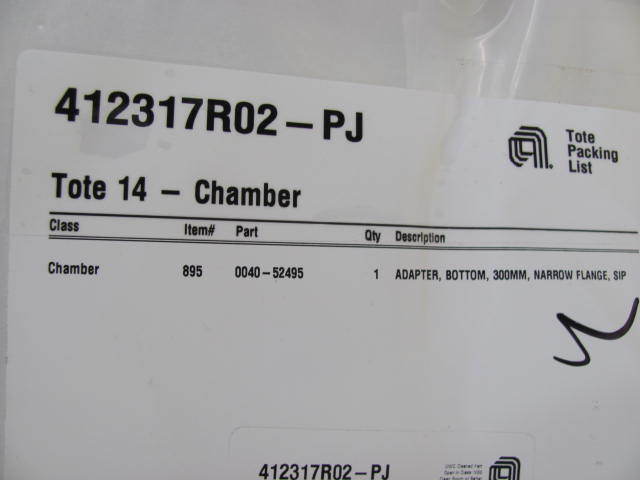 412317R02-PJ
Tote
Packing
List
Tote 14 - Chamber
Class Item# Part Qty Description
Chamber 895 0040-52495 1 ADAPTER, BOTTOM, 300MM, NARROW FLANGE, SIP
412317R02-PJ